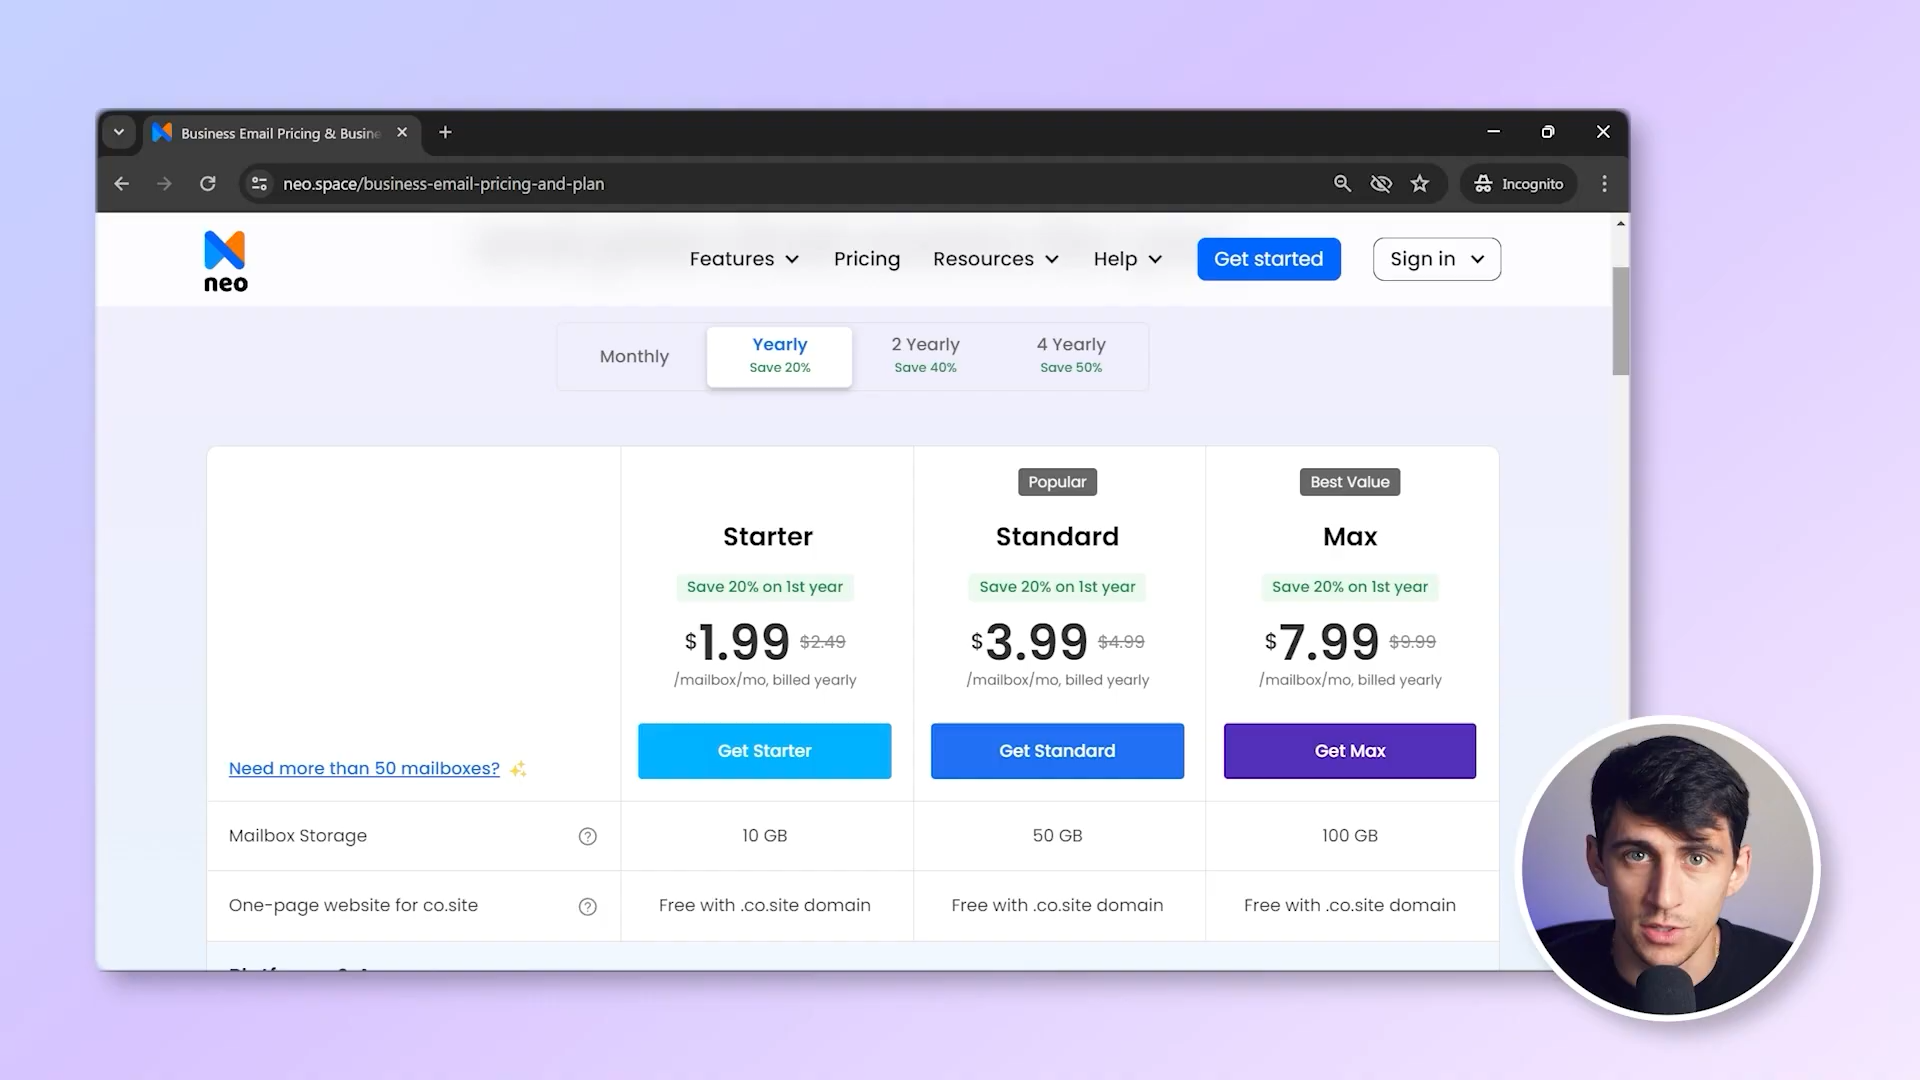 Business Email Pricing & Busine
neo.space/business-email-pricing-and-plan
Incognito
neo
Features
Pricing
Resources
Help
Get started
Sign in
Monthly
Yearly
Save 20%
2 Yearly
Save 40%
4 Yearly
Save 50%
Popular
Best Value
Starter
Standard
Max
Save 20% on 1st year
Save 20% on 1st year
Save 20% on 1st year
$1.99 $2.49
$3.99 $4.99
$7.99 $9.99
/mailbox/mo, billed yearly
/mailbox/mo, billed yearly
/mailbox/mo, billed yearly
Get Starter
Get Standard
Get Max
Need more than 50 mailboxes?
Mailbox Storage
10 GB
50 GB
100 GB
One-page website for co.site
Free with .co.site domain
Free with .co.site domain
Free with .co.site domain